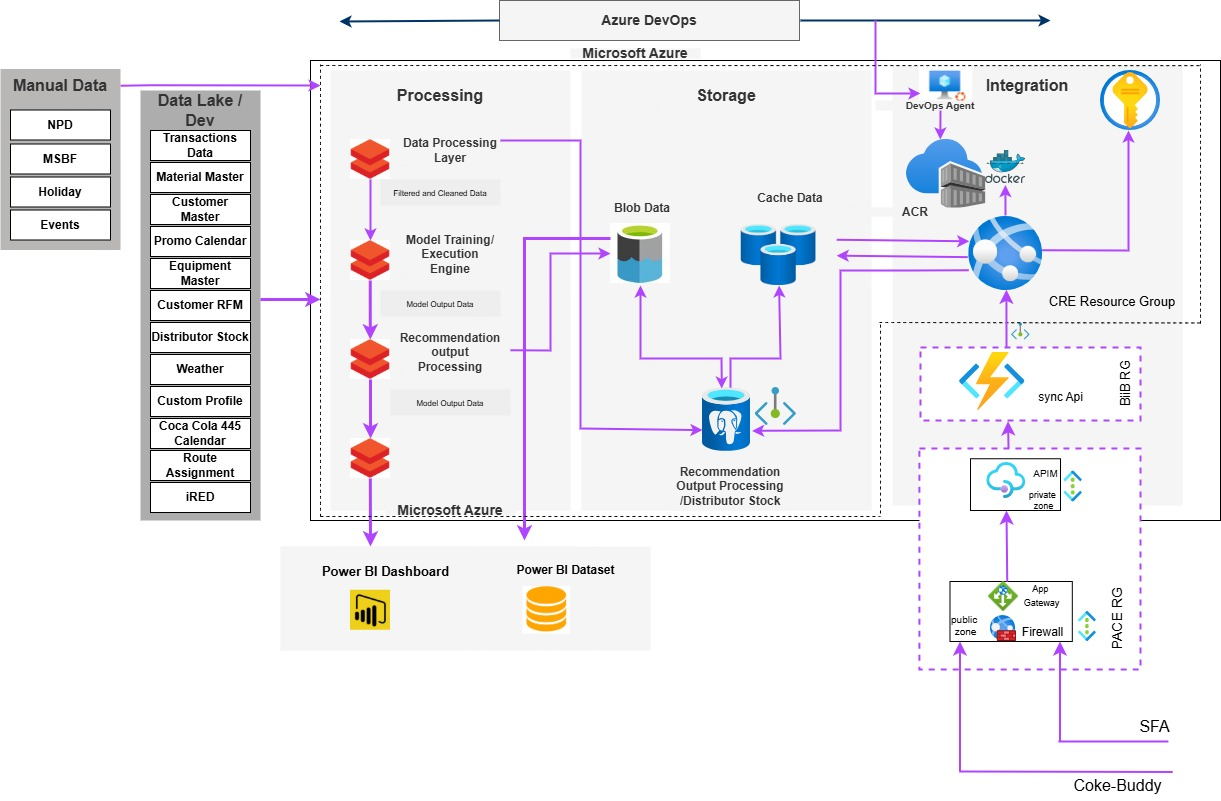 Azure DevOps
Microsoft Azure
Manual Data
NPD
MSBF
Holiday
Events
Data Lake /
Dev
Transactions
Data
Material Master
Customer
Master
Promo Calendar
Equipment
Master
Customer RFM
Distributor Stock
Weather
Custom Profile
Coca Cola 445
Calendar
Route
Assignment
iRED
Processing
Data Processing
Layer
Filtered and Cleaned Data
Model Training/
Execution
Engine
Model Output Data
Recommendation
output
Processing
Model Output Data
Microsoft Azure
Storage
Blob Data
Cache Data
Recommendation
Output Processing
/Distributor Stock
Integration
DevOps Agent
docker
ACR
CRE Resource Group
sync Api
BilB RG
APIM
private
zone
App
Gateway
public
zone
Firewall
PACE RG
SFA
Coke-Buddy
Power BI Dashboard
Power BI Dataset